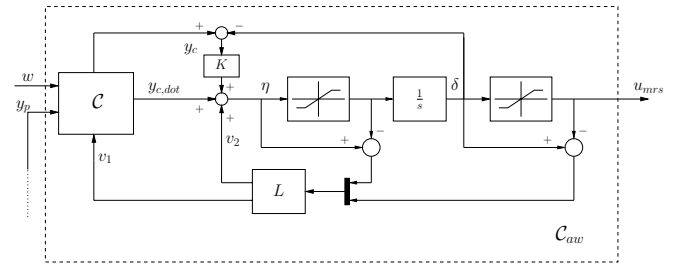 +
−
y_c
K
+
w
C
y_{c,dot}
+
+
η
1/s
δ
u_{mrs}
y_p
−
−
v_1
v_2
+
+
L
C_{aw}